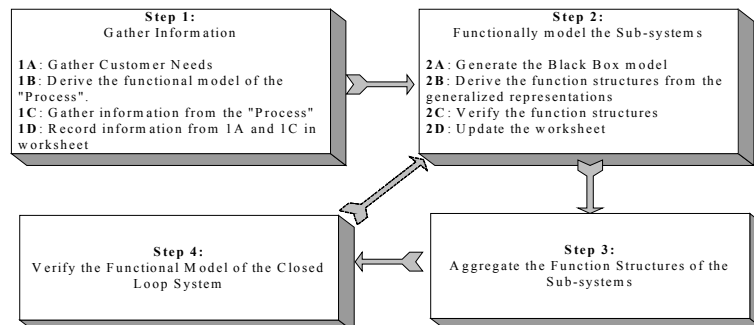 Step 1:
Gather Information
1A: Gather Customer Needs
1B: Derive the functional model of the
"Process".
1C: Gather information from the "Process"
1D: Record information from 1A and 1C in
worksheet
Step 2:
Functionally model the Sub-systems
2A: Generate the Black Box model
2B: Derive the function structures from the
generalized representations
2C: Verify the function structures
2D: Update the worksheet
Step 4:
Verify the Functional Model of the Closed
Loop System
Step 3:
Aggregate the Function Structures of the
Sub-systems